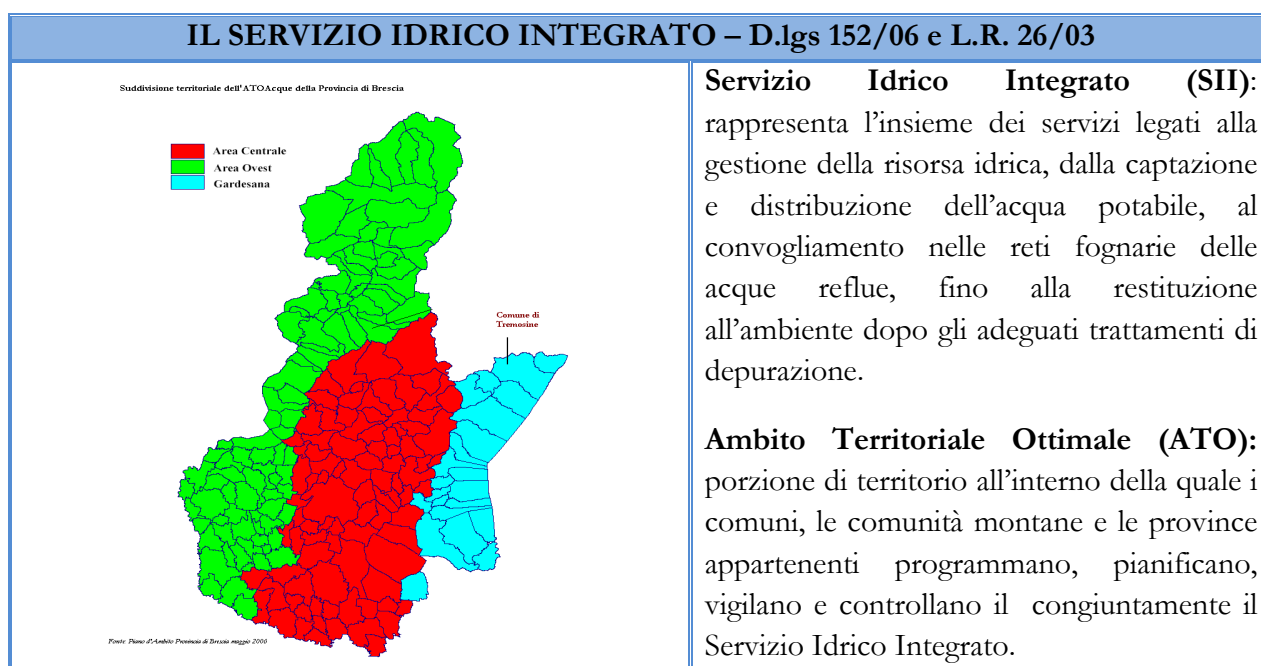 IL SERVIZIO IDRICO INTEGRATO – D.lgs 152/06 e L.R. 26/03
Suddivisione territoriale dell'ATOAcque della Provincia di Brescia
Area Centrale
Area Ovest
Gardesana
Comune di
Tremosine
Fonte: Piano d'Ambito Provincia di Brescia maggio 2006
Servizio Idrico Integrato (SII):
rappresenta l’insieme dei servizi legati alla
gestione della risorsa idrica, dalla captazione
e distribuzione dell’acqua potabile, al
convogliamento nelle reti fognarie delle
acque reflue, fino alla restituzione
all’ambiente dopo gli adeguati trattamenti di
depurazione.
Ambito Territoriale Ottimale (ATO):
porzione di territorio all’interno della quale i
comuni, le comunità montane e le province
appartenenti programmano, pianificano,
vigilano e controllano il congiuntamente il
Servizio Idrico Integrato.